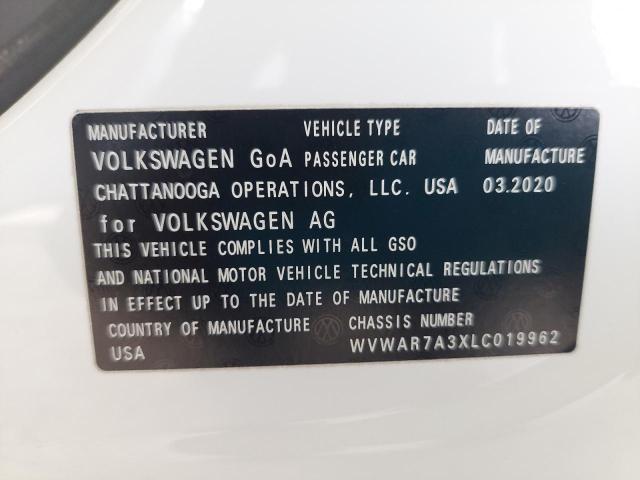 MANUFACTURER VEHICLE TYPE DATE OF
VOLKSWAGEN GoA PASSENGER CAR MANUFACTURE
CHATTANOOGA OPERATIONS, LLC. USA 03.2020
for VOLKSWAGEN AG
THIS VEHICLE COMPLIES WITH ALL GSO
AND NATIONAL MOTOR VEHICLE TECHNICAL REGULATIONS
IN EFFECT UP TO THE DATE OF MANUFACTURE
COUNTRY OF MANUFACTURE CHASSIS NUMBER
USA WVWAR7A3XLC019962